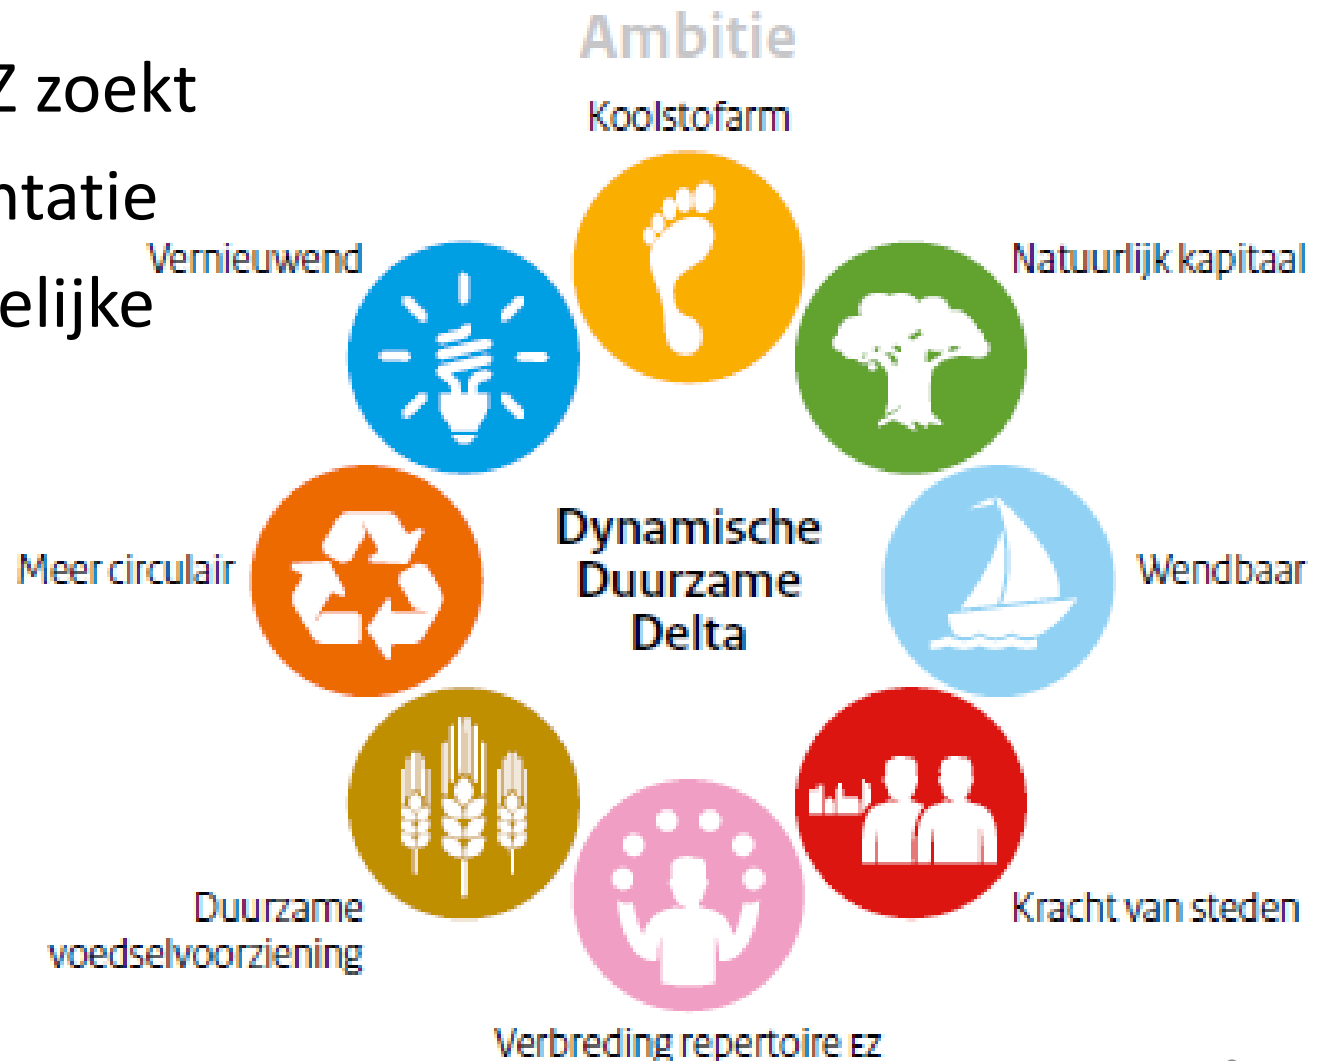 Z zoekt
ntatie
elijke
Ambitie
Koolstofarm
Vernieuwend
Natuurlijk kapitaal
Meer circulair
Dynamische
Duurzame
Delta
Wendbaar
Duurzame
voedselvoorziening
Kracht van steden
Verbreding repertoire EZ